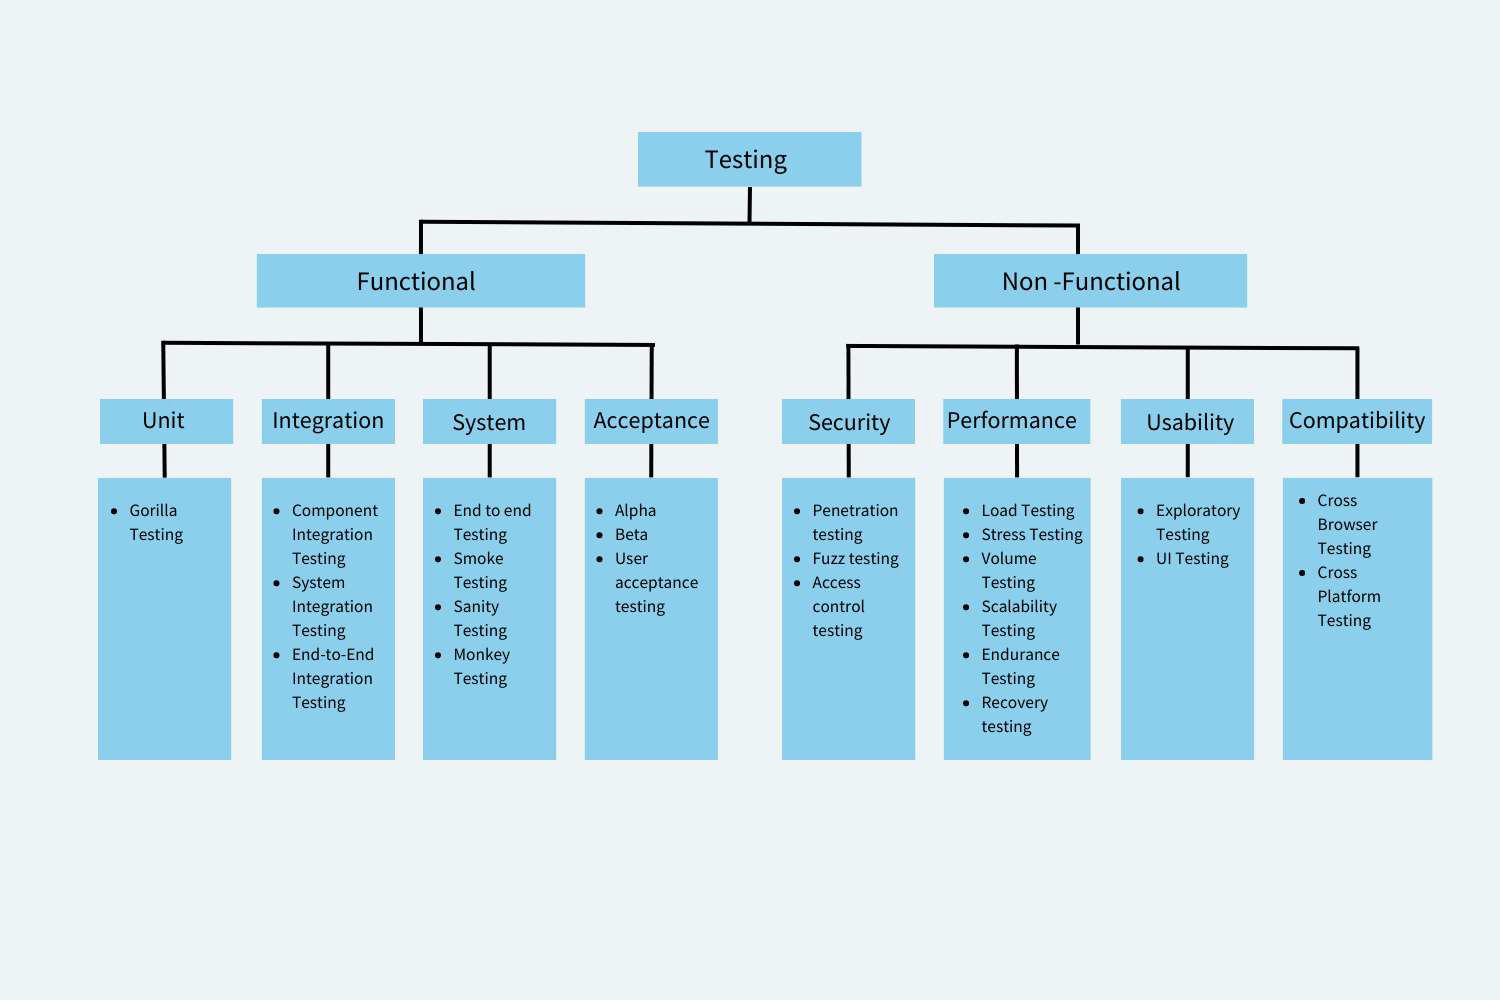 Testing
Functional
Non -Functional
Unit
Integration
System
Acceptance
Security
Performance
Usability
Compatibility
• Gorilla
Testing
• Component
Integration
Testing
• System
Integration
Testing
• End-to-End
Integration
Testing
• End to end
Testing
• Smoke
Testing
• Sanity
Testing
• Monkey
Testing
• Alpha
• Beta
• User
acceptance
testing
• Penetration
testing
• Fuzz testing
• Access
control
testing
• Load Testing
• Stress Testing
• Volume
Testing
• Scalability
Testing
• Endurance
Testing
• Recovery
testing
• Exploratory
Testing
• UI Testing
• Cross
Browser
Testing
• Cross
Platform
Testing